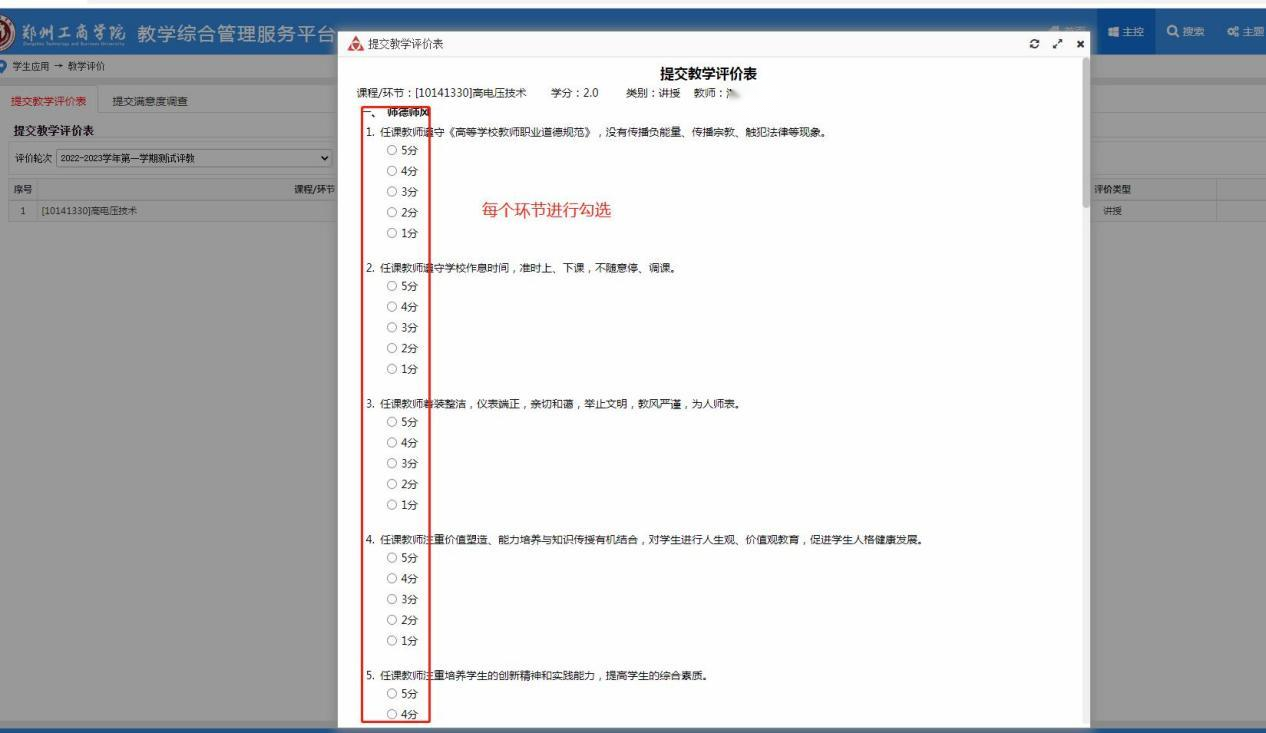 郑州工商学院 教学综合管理服务平台
主控 搜索 主题
学生应用 → 教学评价
提交教学评价表 提交满意度调查
提交教学评价表
评价轮次 2022-2023学年第一学期测试评教
序号 课程/环节 评价类型
1 [10141330]高电压技术 讲授
提交教学评价表
提交教学评价表
课程/环节：[10141330]高电压技术 学分：2.0 类别：讲授 教师：
一、 师德师风
1. 任课教师遵守《高等学校教师职业道德规范》，没有传播负能量、传播宗教、触犯法律等现象。
5分
4分
3分
2分
1分
每个环节进行勾选
2. 任课教师遵守学校作息时间，准时上、下课，不随意停、调课。
5分
4分
3分
2分
1分
3. 任课教师着装整洁，仪表端正，亲切和蔼，举止文明，教风严谨，为人师表。
5分
4分
3分
2分
1分
4. 任课教师注重价值塑造、能力培养与知识传授有机结合，对学生进行人生观、价值观教育，促进学生人格健康发展。
5分
4分
3分
2分
1分
5. 任课教师注重培养学生的创新精神和实践能力，提高学生的综合素质。
5分
4分